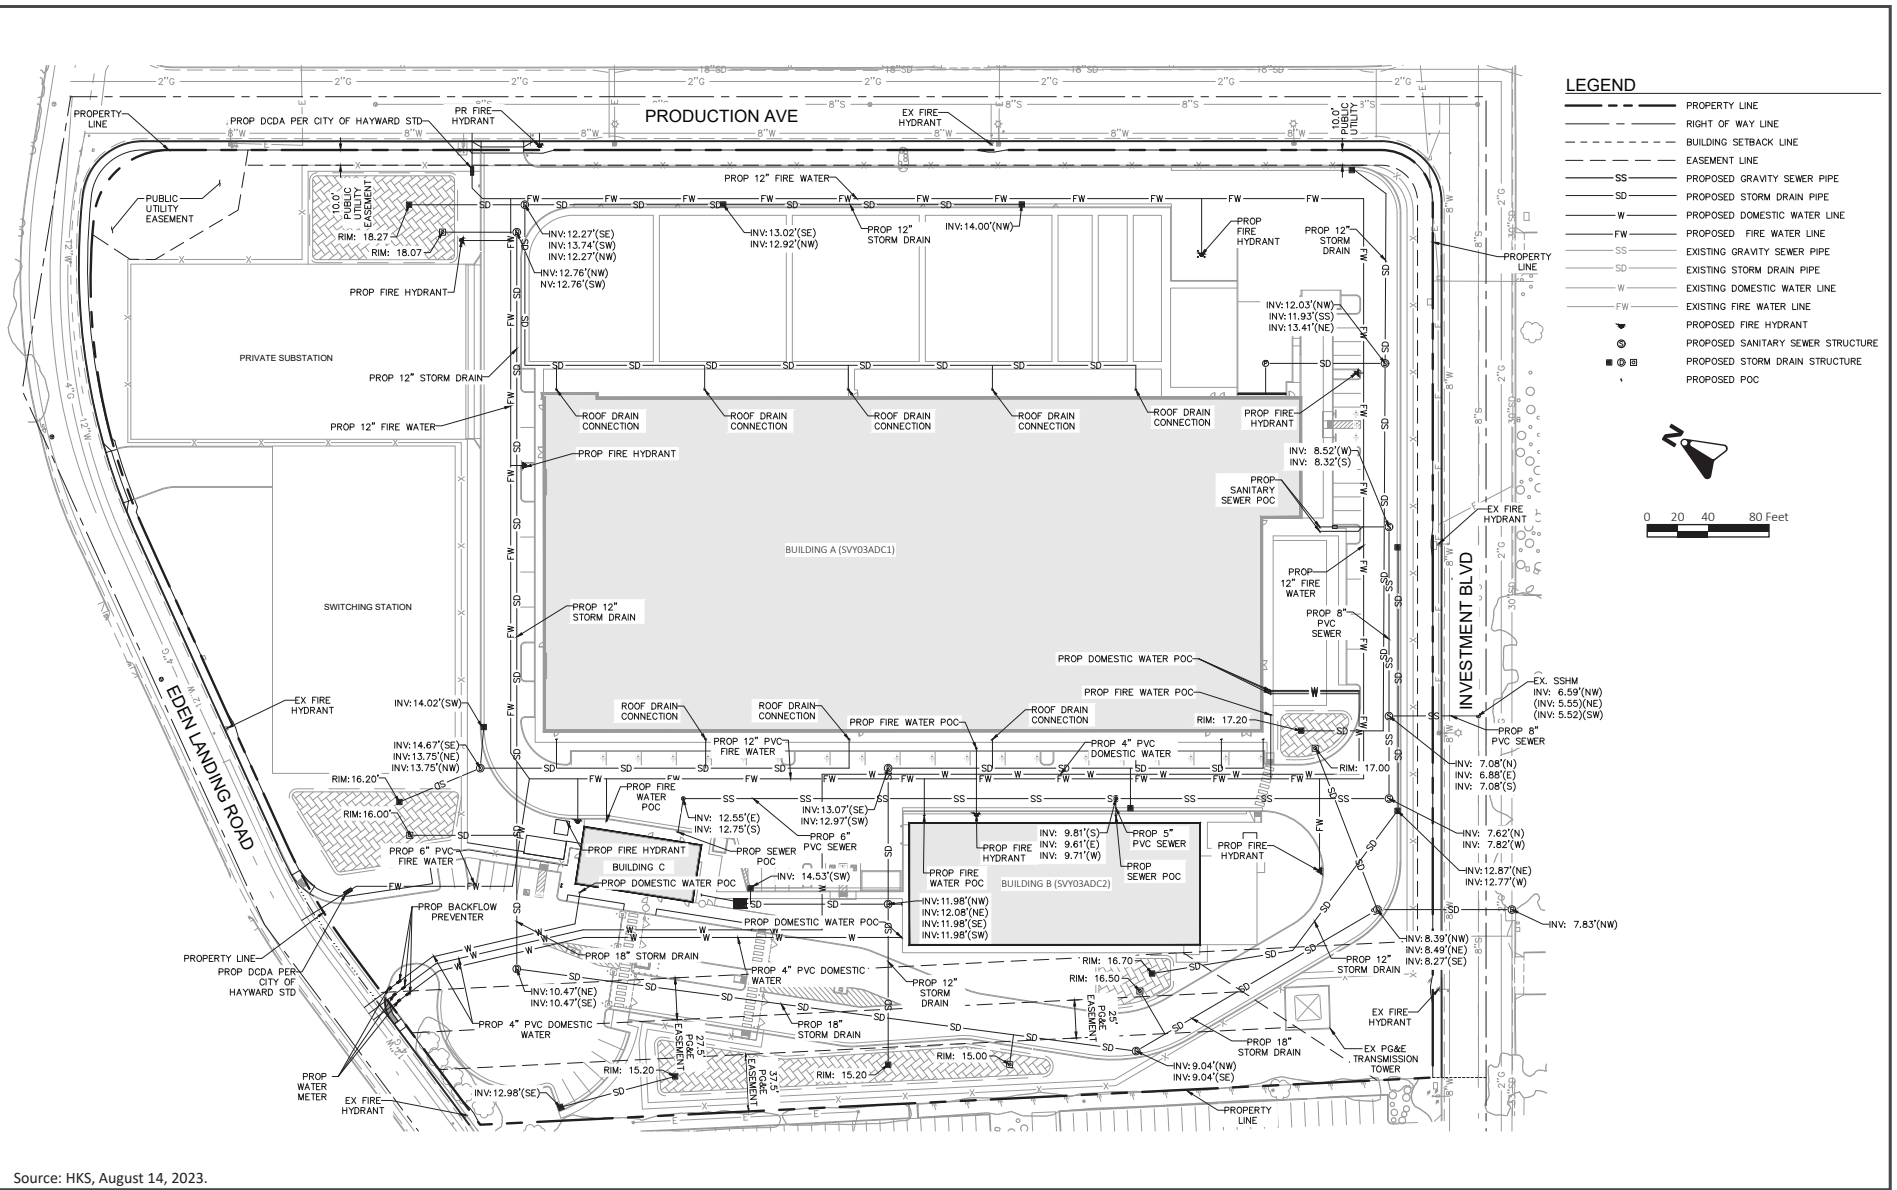 PRODUCTION AVE
PROPERTY
LINE
PROP DCDA PER CITY OF HAYWARD STD
PR FIRE
HYDRANT
EX FIRE
HYDRANT
10.0'
PUBLIC
UTILITY
2"G
2"G
2"G
2"G
2"G
2"G
2"G
2"G
8"W
8"W
8"W
8"W
8"W
8"W
8"W
8"S
8"S
8"S
8"S
LEGEND
PROPERTY LINE
RIGHT OF WAY LINE
BUILDING SETBACK LINE
EASEMENT LINE
SS PROPOSED GRAVITY SEWER PIPE
SD PROPOSED STORM DRAIN PIPE
W PROPOSED DOMESTIC WATER LINE
FW PROPOSED FIRE WATER LINE
SS EXISTING GRAVITY SEWER PIPE
SD EXISTING STORM DRAIN PIPE
W EXISTING DOMESTIC WATER LINE
FW EXISTING FIRE WATER LINE
PROPOSED FIRE HYDRANT
PROPOSED SANITARY SEWER STRUCTURE
PROPOSED STORM DRAIN STRUCTURE
PROPOSED POC
N
0 20 40 80 Feet
PUBLIC
UTILITY
EASEMENT
10.0'
PUBLIC
UTILITY
EASEMENT
RIM: 18.27
RIM: 18.07
PROP 12" FIRE WATER
INV: 12.27'(SE)
INV: 13.74'(SW)
INV: 12.27'(NW)
INV: 12.76'(NW)
NV: 12.76'(SW)
INV: 13.02'(SE)
INV: 12.92'(NW)
PROP 12"
STORM DRAIN
INV: 14.00'(NW)
PROP
FIRE
HYDRANT
PROP 12"
STORM
DRAIN
PROPERTY
LINE
PROP FIRE HYDRANT
PRIVATE SUBSTATION
INV: 12.03'(NW)
INV: 11.93'(SS)
INV: 13.41'(NE)
PROP 12" STORM DRAIN
PROP 12" FIRE WATER
ROOF DRAIN
CONNECTION
ROOF DRAIN
CONNECTION
ROOF DRAIN
CONNECTION
ROOF DRAIN
CONNECTION
ROOF DRAIN
CONNECTION
PROP FIRE
HYDRANT
PROP FIRE HYDRANT
INV: 8.52'(W)
INV: 8.32'(S)
PROP
SANITARY
SEWER POC
EX FIRE
HYDRANT
BUILDING A (SVY03ADC1)
INVESTMENT BLVD
PROP
12" FIRE
WATER
SWITCHING STATION
PROP 12"
STORM DRAIN
PROP 8"
PVC
SEWER
PROP DOMESTIC WATER POC
PROP FIRE WATER POC
RIM: 17.20
EX. SSHM
INV: 6.59'(NW)
(INV: 5.55)(NE)
(INV: 5.52)(SW)
PROP 8"
PVC SEWER
EDEN LANDING ROAD
EX FIRE
HYDRANT
INV: 14.02'(SW)
ROOF DRAIN
CONNECTION
ROOF DRAIN
CONNECTION
PROP FIRE WATER POC
ROOF DRAIN
CONNECTION
PROP 12" PVC
FIRE WATER
PROP 4" PVC
DOMESTIC WATER
INV: 14.67'(SE)
INV: 13.75'(NE)
INV: 13.75'(NW)
RIM: 16.20'
RIM: 16.00'
RIM: 17.00
INV: 7.08'(N)
INV: 6.88'(E)
INV: 7.08'(S)
PROP FIRE
WATER
POC
INV: 12.55'(E)
INV: 12.75'(S)
INV: 13.07'(SE)
INV: 12.97'(SW)
PROP 6"
PVC SEWER
INV: 7.62'(N)
INV: 7.82'(W)
PROP 6" PVC
FIRE WATER
PROP FIRE HYDRANT
BUILDING C
PROP SEWER
POC
PROP DOMESTIC WATER POC
INV: 14.53'(SW)
PROP FIRE
HYDRANT
INV: 9.81'(S)
INV: 9.61'(E)
INV: 9.71'(W)
PROP 5"
PVC SEWER
PROP
SEWER POC
PROP FIRE
HYDRANT
PROP FIRE
WATER POC
BUILDING B (SVY03ADC2)
INV: 12.87'(NE)
INV: 12.77'(W)
PROP BACKFLOW
PREVENTER
INV: 11.98'(NW)
INV: 12.08'(NE)
INV: 11.98'(SE)
INV: 11.98'(SW)
PROP DOMESTIC WATER POC
INV: 7.83'(NW)
INV: 8.39'(NW)
INV: 8.49'(NE)
INV: 8.27'(SE)
PROPERTY LINE
PROP DCDA PER
CITY OF
HAYWARD STD
PROP 18" STORM DRAIN
PROP 4" PVC DOMESTIC
WATER
PROP 12"
STORM
DRAIN
RIM: 16.70
RIM: 16.50
PROP 12"
STORM DRAIN
INV: 10.47'(NE)
INV: 10.47'(SE)
PROP 4" PVC DOMESTIC
WATER
PROP 18"
STORM DRAIN
27.5'
PG&E
EASEMENT
25'
PG&E
EASEMENT
37.5'
PG&E
EASEMENT
EX FIRE
HYDRANT
PROP 18"
STORM DRAIN
EX PG&E
TRANSMISSION
TOWER
RIM: 15.20
RIM: 15.20
RIM: 15.00
INV: 9.04'(NW)
INV: 9.04'(SE)
PROP
WATER
METER
EX FIRE
HYDRANT
INV: 12.98'(SE)
PROPERTY
LINE
Source: HKS, August 14, 2023.